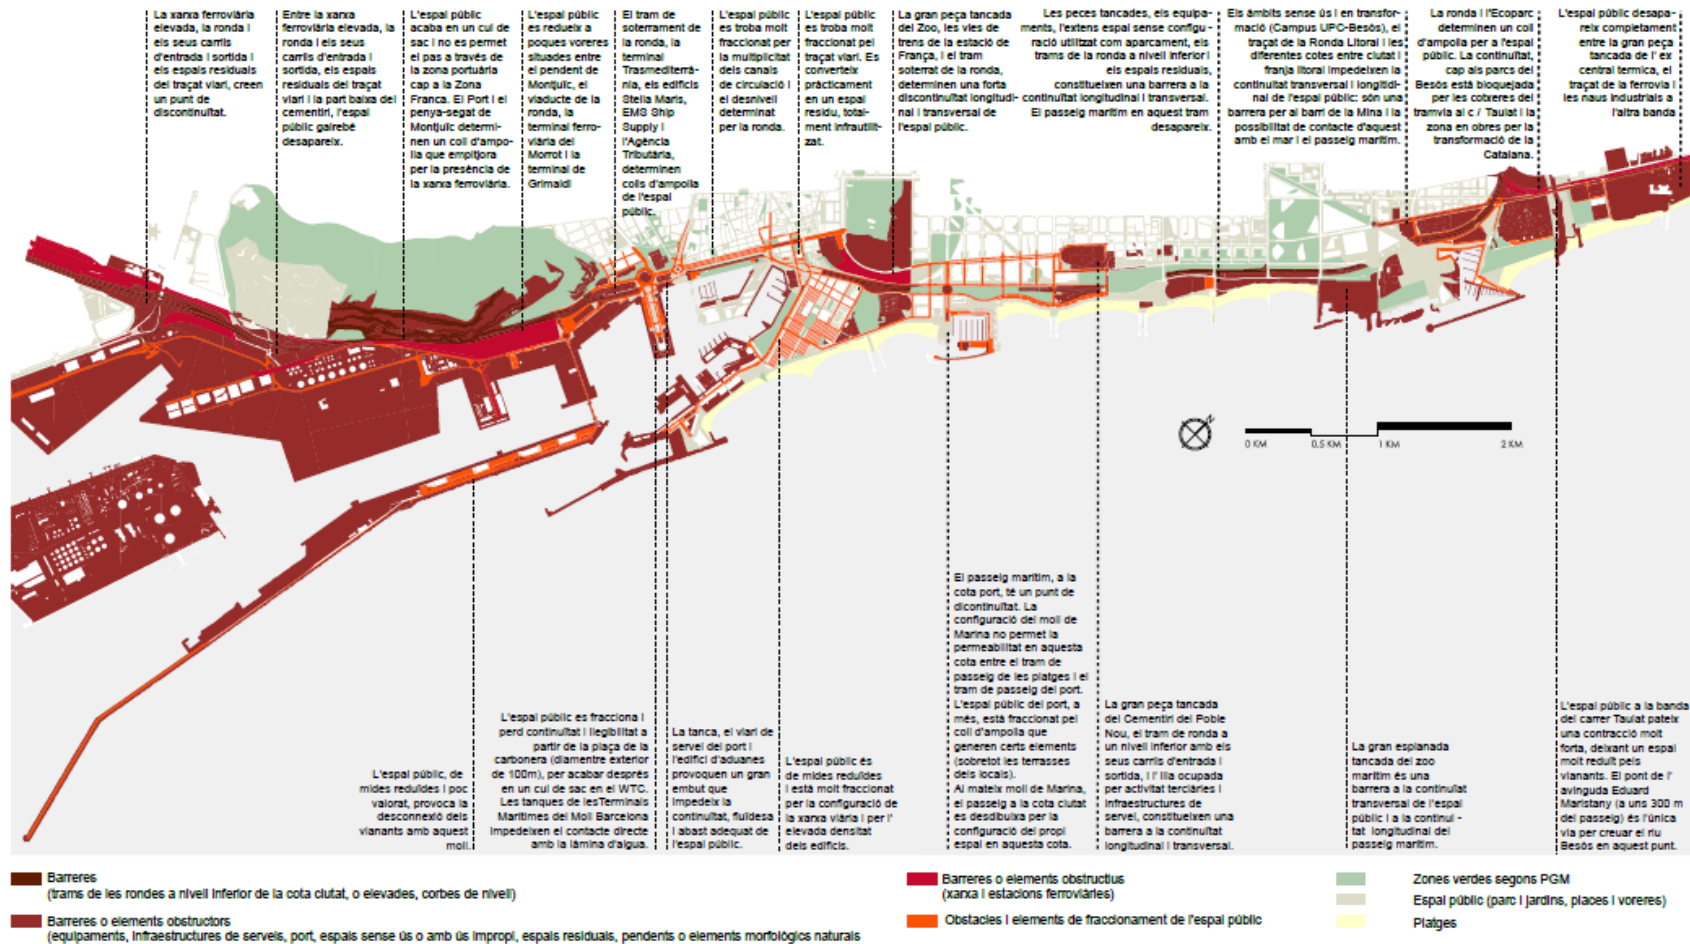 La xarxa ferroviària
elevada, la ronda i
els seus carrils
d'entrada i sortida i
els espais residuals
del traçat viari, creen
un punt de
discontinuïtat.
Entre la xarxa
ferroviària elevada, la
ronda i els seus
carrils d'entrada i
sortida, els espais
residuals del traçat
viari i la part baixa del
cementiri, l'espai
públic gairebé
desapareix.
L'espai públic
acaba en un cul de
sac i no es permet
el pas a través de
la zona portuària
cap a la Zona
Franca. El Port i el
penya-segat de
Montjuïc determi-
nen un coll d'ampo-
lla que empitjora
per la presència de
la xarxa ferroviària.
L'espai públic
es redueix a
poques voreres
situades entre
el pendent de
Montjuïc, el
viaducte de la
ronda, la
terminal ferro-
viària del
Morrot i la
terminal de
Grimaldi
El tram de
soterrament de
la ronda, la
terminal
Trasmediterrà-
nia, els edificis
Stella Maris,
EMS Ship
Supply i
l'Agència
Tributària,
determinen
colls d'ampolla
de l'espai
públic.
L'espai públic
es troba molt
fraccionat per
la multiplicitat
dels canals
de circulació i
el desnivell
determinat
per la ronda.
L'espai públic
es troba molt
fraccionat pel
traçat viari. Es
converteix
pràcticament
en un espai
residu, total-
ment infrautilit-
zat.
La gran peça tancada
del Zoo, les vies de
trens de la estació de
França, i el tram
soterrat de la ronda,
determinen una forta
discontinuïtat longitudi-
nal i transversal de
l'espai públic.
Les peces tancades, els equipa-
ments, l'extens espai sense configu -
ració utilitzat com aparcament, els
trams de la ronda a nivell inferior i
els espais residuals,
constitueixen una barrera a la
continuïtat longitudinal i transversal.
El passeig marítim en aquest tram
desapareix.
Els àmbits sense ús i en transfor-
mació (Campus UPC-Besòs), el
traçat de la Ronda Litoral i les
diferentes cotes entre ciutat i
franja litoral impedeixen la
continuïtat transversal i longitidi-
nal de l'espai públic: són una
barrera per al barri de la Mina i la
possibilitat de contacte d'aquest
amb el mar i el passeig marítim.
La ronda i l'Ecoparc
determinen un coll
d'ampolla per a l'espai
públic. La continuïtat,
cap als parcs del
Besòs està bloquejada
per les cotxeres del
tramvia al c / Taulat i la
zona en obres per la
transformació de la
Catalana.
L'espai públic desapa-
reix completament
entre la gran peça
tancada de l' ex
central termica, el
traçat de la ferrovia i
les naus industrials a
l'altra banda
0 KM
0.5 KM
1 KM
2 KM
L'espai públic, de
mides reduïdes i poc
valorat, provoca la
desconnexió dels
vianants amb aquest
moll.
L'espai públic es fracciona i
perd continuïtat i llegibilitat a
partir de la plaça de la
carbonera (diamentre exterior
de 100m), per acabar després
en un cul de sac en el WTC.
Les tanques de lesTerminals
Marítimes del Moll Barcelona
impedeixen el contacte directe
amb la làmina d'aigua.
La tanca, el viari de
servei del port i
l'edifici d'aduanes
provoquen un gran
embut que
impedeix la
continuïtat, fluïdesa
i abast adequat de
l'espai públic.
L'espai públic és
de mides reduïdes
i està molt fraccionat
per la configuració de
la xarxa viària i per l'
elevada densitat
dels edificis.
El passeig marítim, a la
cota port, té un punt de
dicontinuïtat. La
configuració del moll de
Marina no permet la
permeabilitat en aquesta
cota entre el tram de
passeig de les platges i el
tram de passeig del port.
L'espai públic del port, a
més, està fraccionat pel
coll d'ampolla que
generen certs elements
(sobretot les terrasses
dels locals).
Al mateix moll de Marina,
el passeig a la cota ciutat
es desdibuixa per la
configuració del propi
espai en aquesta cota.
La gran peça tancada
del Cementiri del Poble
Nou, el tram de ronda a
un nivell inferior amb els
seus carrils d'entrada i
sortida, i l' illa ocupada
per activitat terciàries i
infraestructures de
servei, constitueixen una
barrera a la continuïtat
longitudinal i transversal.
La gran esplanada
tancada del zoo
marítim és una
barrera a la continuïtat
transversal de l'espai
públic i a la continuï -
tat longitudinal del
passeig marítim.
L'espai públic a la banda
del carrer Taulat pateix
una contracció molt
forta, deixant un espai
molt reduït pels
vianants. El pont de l'
avinguda Eduard
Maristany (a uns 300 m
del passeig) és l'única
via per creuar el riu
Besòs en aquest punt.
Barreres
(trams de les rondes a nivell inferior de la cota ciutat, o elevades, corbes de nivell)
Barreres o elements obstructors
(equipaments, infraestructures de serveis, port, espais sense ús o amb ús impropi, espais residuals, pendents o elements morfològics naturals
Barreres o elements obstructius
(xarxa i estacions ferroviàries)
Obstacles i elements de fraccionament de l'espai públic
Zones verdes segons PGM
Espai públic (parc i jardins, places i voreres)
Platges